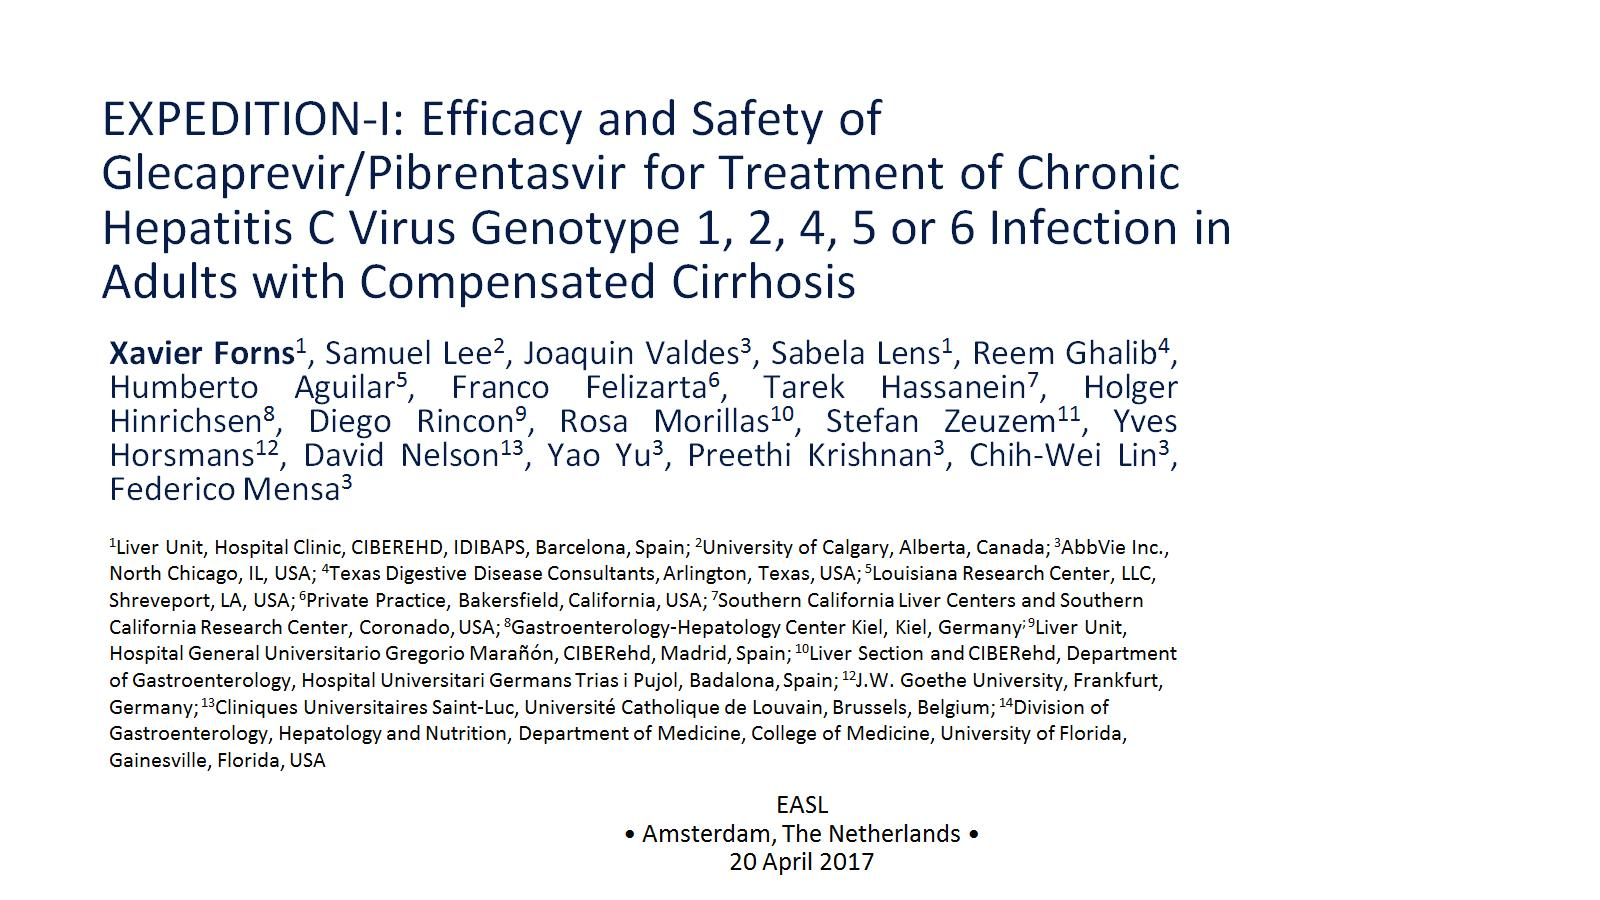 EXPEDITION-I: Efficacy and Safety of
Glecaprevir/Pibrentasvir for Treatment of Chronic
Hepatitis C Virus Genotype 1, 2, 4, 5 or 6 Infection in
Adults with Compensated Cirrhosis
Xavier Forns¹, Samuel Lee², Joaquin Valdes³, Sabela Lens¹, Reem Ghalib⁴,
Humberto Aguilar⁵, Franco Felizarta⁶, Tarek Hassanein⁷, Holger
Hinrichsen⁸, Diego Rincon⁹, Rosa Morillas¹⁰, Stefan Zeuzem¹¹, Yves
Horsmans¹², David Nelson¹³, Yao Yu³, Preethi Krishnan³, Chih-Wei Lin³,
Federico Mensa³
¹Liver Unit, Hospital Clinic, CIBEREHD, IDIBAPS, Barcelona, Spain; ²University of Calgary, Alberta, Canada; ³AbbVie Inc.,
North Chicago, IL, USA; ⁴Texas Digestive Disease Consultants, Arlington, Texas, USA; ⁵Louisiana Research Center, LLC,
Shreveport, LA, USA; ⁶Private Practice, Bakersfield, California, USA; ⁷Southern California Liver Centers and Southern
California Research Center, Coronado, USA; ⁸Gastroenterology-Hepatology Center Kiel, Kiel, Germany; ⁹Liver Unit,
Hospital General Universitario Gregorio Marañón, CIBERehd, Madrid, Spain; ¹⁰Liver Section and CIBERehd, Department
of Gastroenterology, Hospital Universitari Germans Trias i Pujol, Badalona, Spain; ¹²J.W. Goethe University, Frankfurt,
Germany; ¹³Cliniques Universitaires Saint-Luc, Université Catholique de Louvain, Brussels, Belgium; ¹⁴Division of
Gastroenterology, Hepatology and Nutrition, Department of Medicine, College of Medicine, University of Florida,
Gainesville, Florida, USA
EASL
• Amsterdam, The Netherlands •
20 April 2017